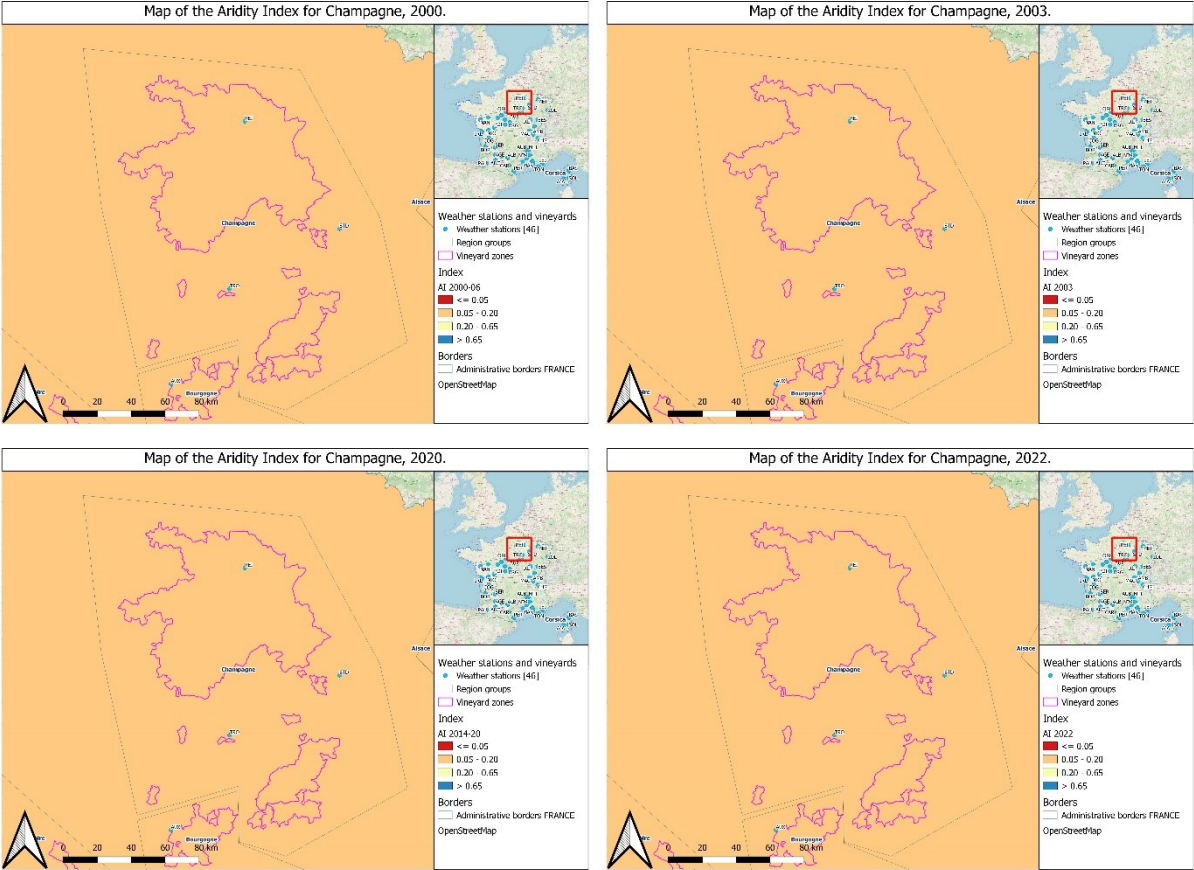 Map of the Aridity Index for Champagne, 2000.
Champagne
Alsace
Bourgogne
0 20 40 60 80 km
Corsica
Weather stations and vineyards
Weather stations [46]
Region groups
Vineyard zones
Index
AI 2000-06
<= 0.05
0.05 - 0.20
0.20 - 0.65
> 0.65
Borders
Administrative borders FRANCE
OpenStreetMap
Map of the Aridity Index for Champagne, 2003.
Champagne
Alsace
Bourgogne
0 20 40 60 80 km
Corsica
Weather stations and vineyards
Weather stations [46]
Region groups
Vineyard zones
Index
AI 2003
<= 0.05
0.05 - 0.20
0.20 - 0.65
> 0.65
Borders
Administrative borders FRANCE
OpenStreetMap
Map of the Aridity Index for Champagne, 2020.
Champagne
Alsace
Bourgogne
0 20 40 60 80 km
Corsica
Weather stations and vineyards
Weather stations [46]
Region groups
Vineyard zones
Index
AI 2014-20
<= 0.05
0.05 - 0.20
0.20 - 0.65
> 0.65
Borders
Administrative borders FRANCE
OpenStreetMap
Map of the Aridity Index for Champagne, 2022.
Champagne
Alsace
Bourgogne
0 20 40 60 80 km
Corsica
Weather stations and vineyards
Weather stations [46]
Region groups
Vineyard zones
Index
AI 2022
<= 0.05
0.05 - 0.20
0.20 - 0.65
> 0.65
Borders
Administrative borders FRANCE
OpenStreetMap